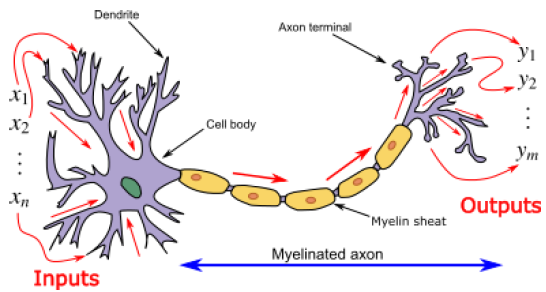 Dendrite
Axon terminal
x₁
x₂
⋮
xₙ
Cell body
y₁
y₂
⋮
yₘ
Myelin sheat
Inputs
Outputs
Myelinated axon